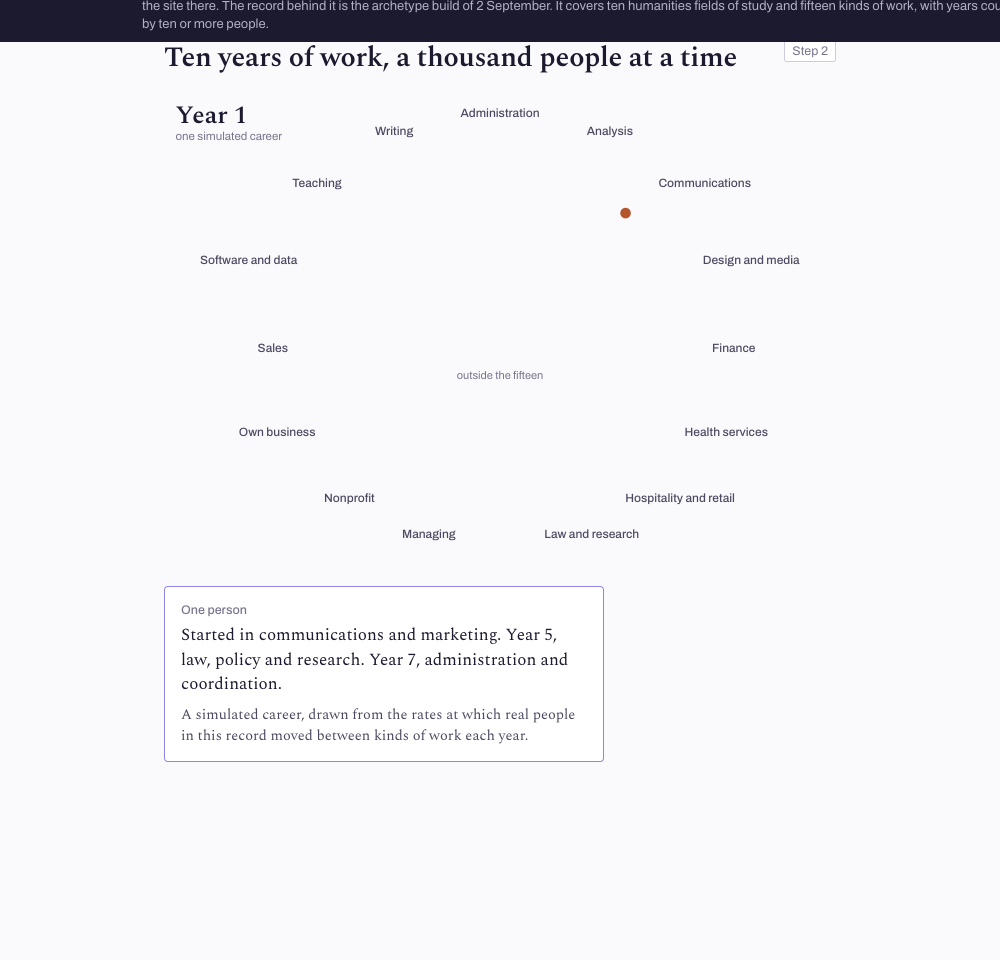 the site there. The record behind it is the archetype build of 2 September. It covers ten humanities fields of study and fifteen kinds of work, with years
by ten or more people.
Ten years of work, a thousand people at a time
Step 2
Year 1
one simulated career
Administration
Writing
Analysis
Teaching
Communications
Software and data
Design and media
Sales
Finance
outside the fifteen
Own business
Health services
Nonprofit
Hospitality and retail
Managing
Law and research
One person
Started in communications and marketing. Year 5,
law, policy and research. Year 7, administration and
coordination.
A simulated career, drawn from the rates at which real people
in this record moved between kinds of work each year.